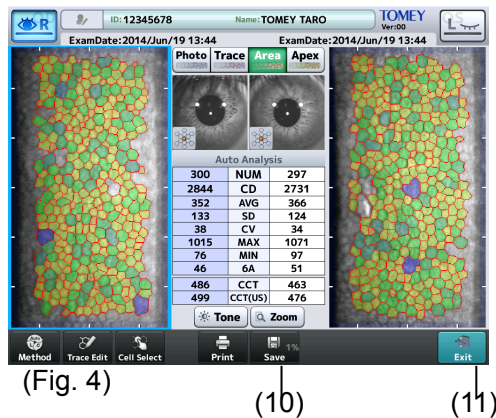 R ID: 12345678 Name: TOMEY TARO TOMEY L
Ver:00
ExamDate:2014/Jun/19 13:44 ExamDate:2014/Jun/19 13:44
Photo Trace Area Apex
Auto Analysis
300 NUM 297
2844 CD 2731
352 AVG 366
133 SD 124
38 CV 34
1015 MAX 1071
76 MIN 97
46 6A 51
486 CCT 463
499 CCT(US) 476
Tone Zoom
Auto
Method Trace Edit Cell Select Print Save 1% Exit
(Fig. 4)
(10) (11)